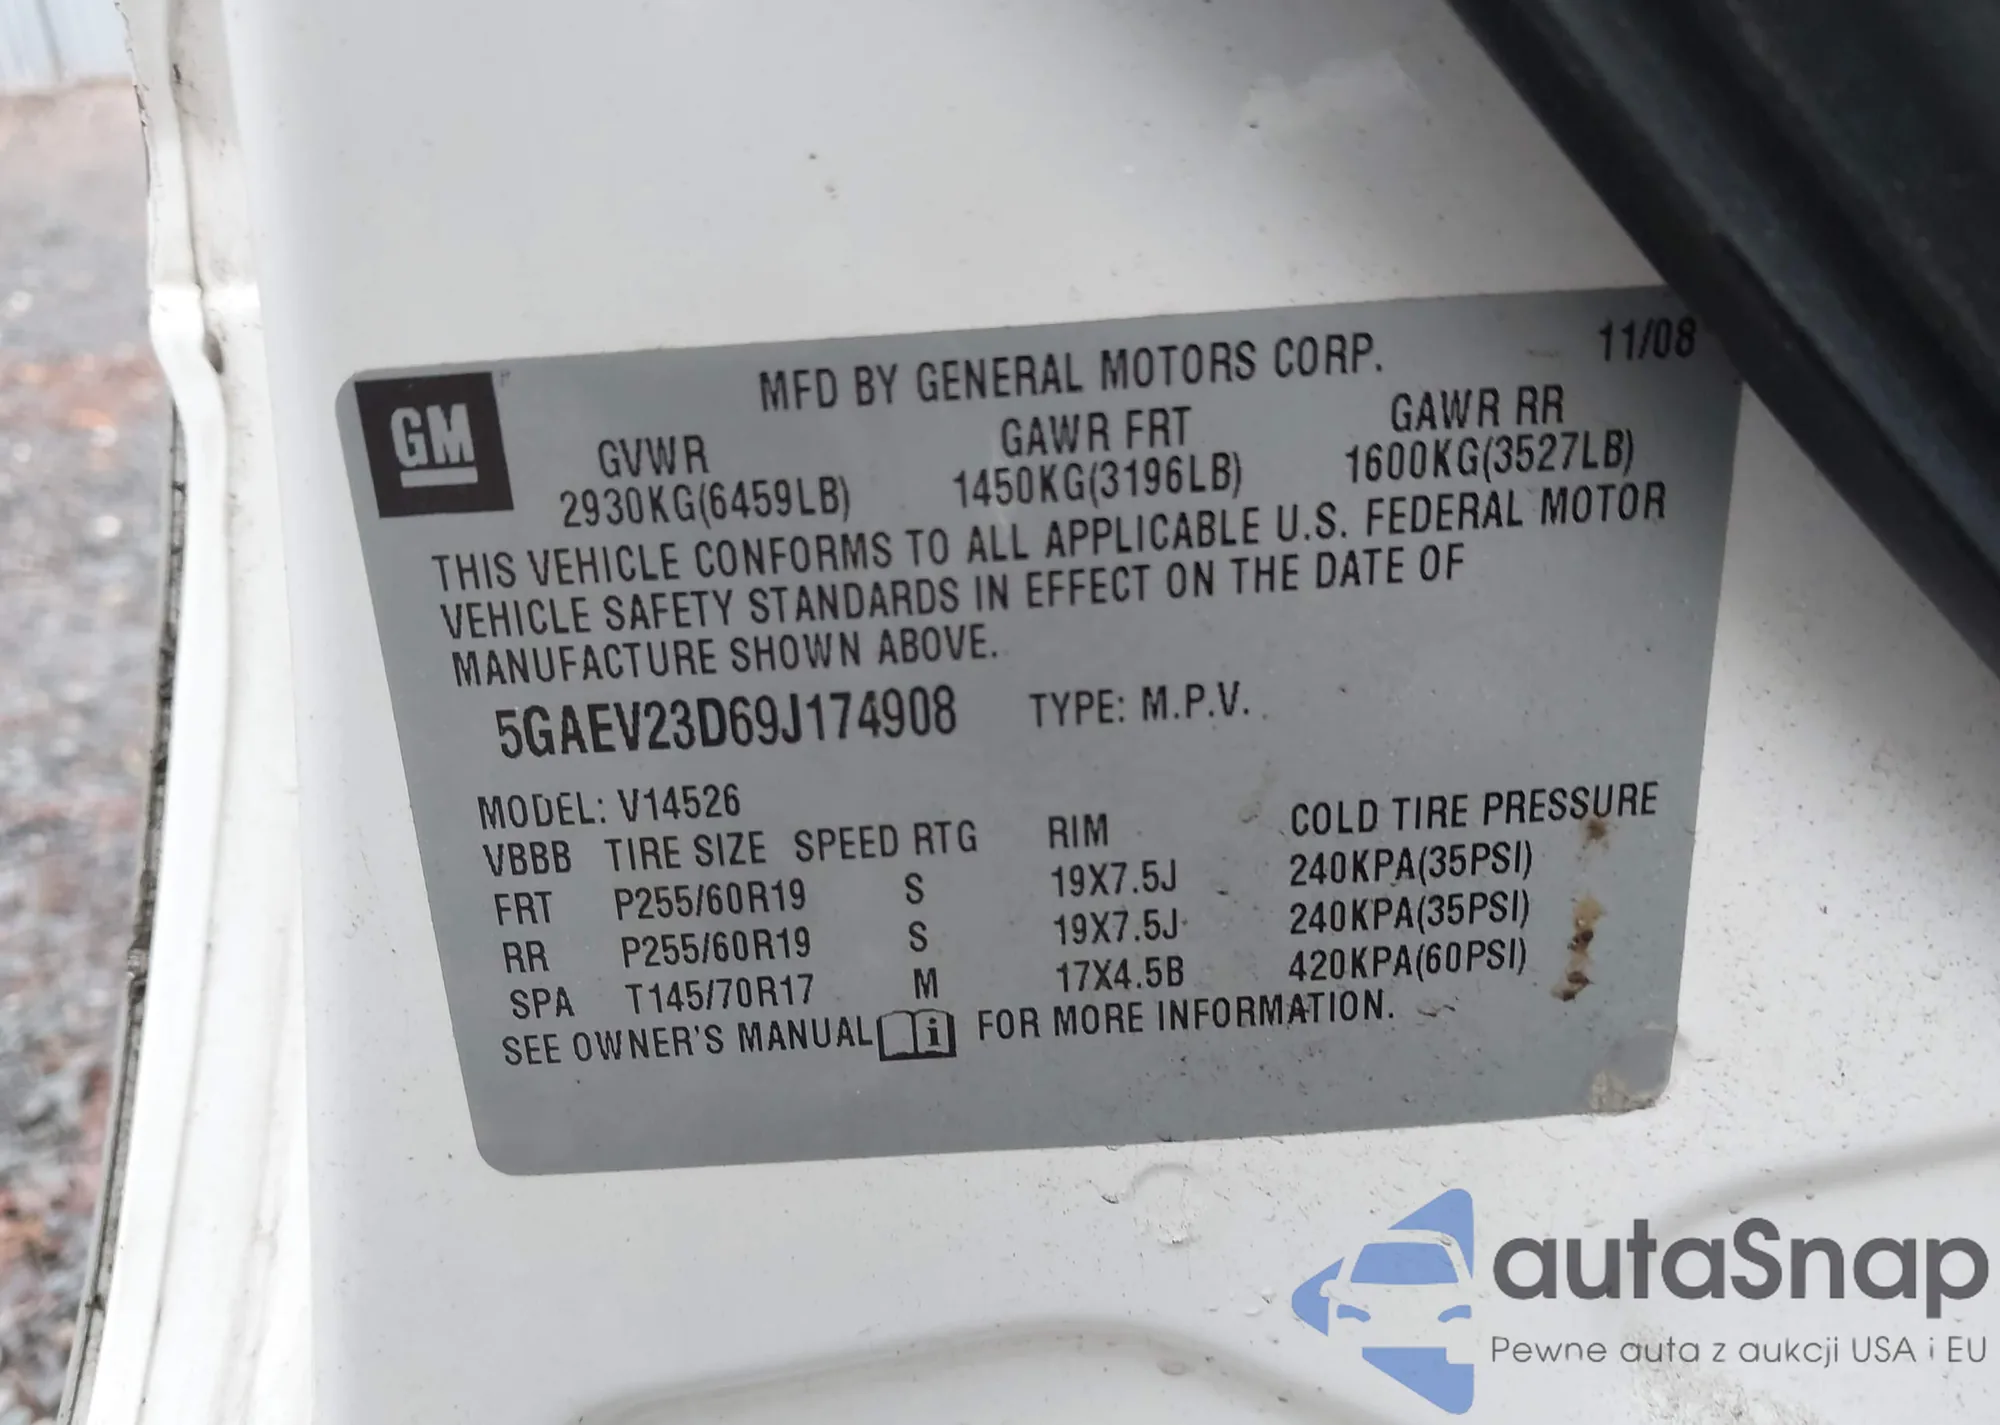 MFD BY GENERAL MOTORS CORP. 11/08
GM
GVWR GAWR FRT GAWR RR
2930KG(6459LB) 1450KG(3196LB) 1600KG(3527LB)
THIS VEHICLE CONFORMS TO ALL APPLICABLE U.S. FEDERAL MOTOR
VEHICLE SAFETY STANDARDS IN EFFECT ON THE DATE OF
MANUFACTURE SHOWN ABOVE.
5GAEV23D69J174908 TYPE: M.P.V.
MODEL: V14526
VBBB TIRE SIZE SPEED RTG RIM COLD TIRE PRESSURE
FRT P255/60R19 S 19X7.5J 240KPA(35PSI)
RR P255/60R19 S 19X7.5J 240KPA(35PSI)
SPA T145/70R17 M 17X4.5B 420KPA(60PSI)
SEE OWNER'S MANUAL i FOR MORE INFORMATION.
autaSnap
Pewne auta z aukcji USA i EU